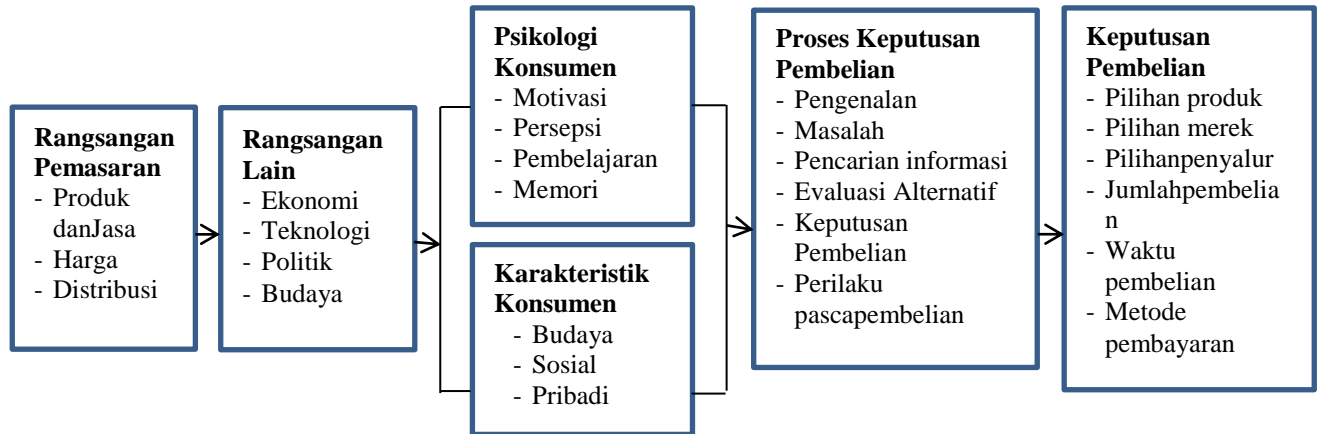 Rangsangan
Pemasaran
- Produk
danJasa
- Harga
- Distribusi
Rangsangan
Lain
- Ekonomi
- Teknologi
- Politik
- Budaya
Psikologi
Konsumen
- Motivasi
- Persepsi
- Pembelajaran
- Memori
Karakteristik
Konsumen
- Budaya
- Sosial
- Pribadi
Proses Keputusan
Pembelian
- Pengenalan
- Masalah
- Pencarian informasi
- Evaluasi Alternatif
- Keputusan
Pembelian
- Perilaku
pascapembelian
Keputusan
Pembelian
- Pilihan produk
- Pilihan merek
- Pilihanpenyalur
- Jumlahpembelia
n
- Waktu
pembelian
- Metode
pembayaran